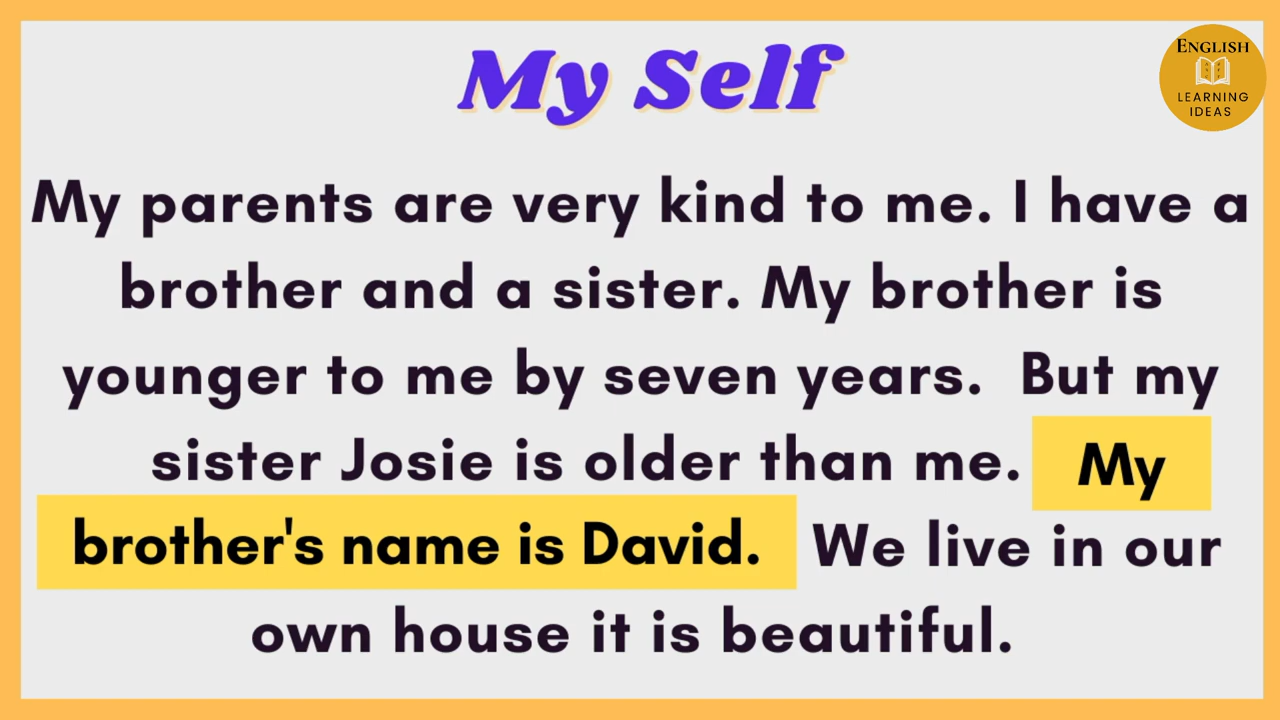 My Self
ENGLISH
LEARNING
IDEAS
My parents are very kind to me. I have a
brother and a sister. My brother is
younger to me by seven years. But my
sister Josie is older than me. My
brother's name is David. We live in our
own house it is beautiful.